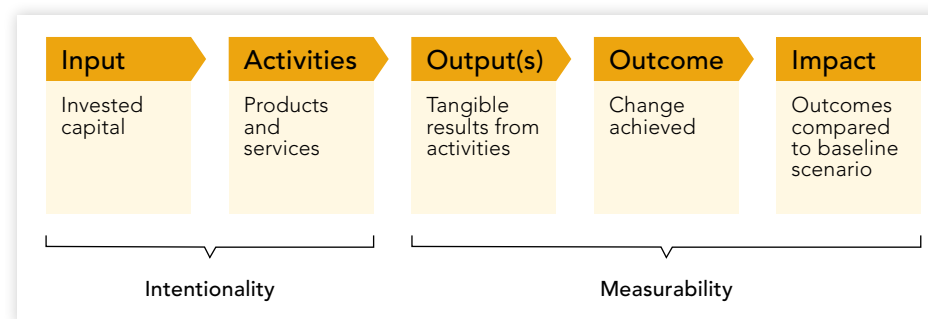 Input
Invested
capital
Activities
Products
and
services
Output(s)
Tangible
results from
activities
Outcome
Change
achieved
Impact
Outcomes
compared
to baseline
scenario
Intentionality
Measurability